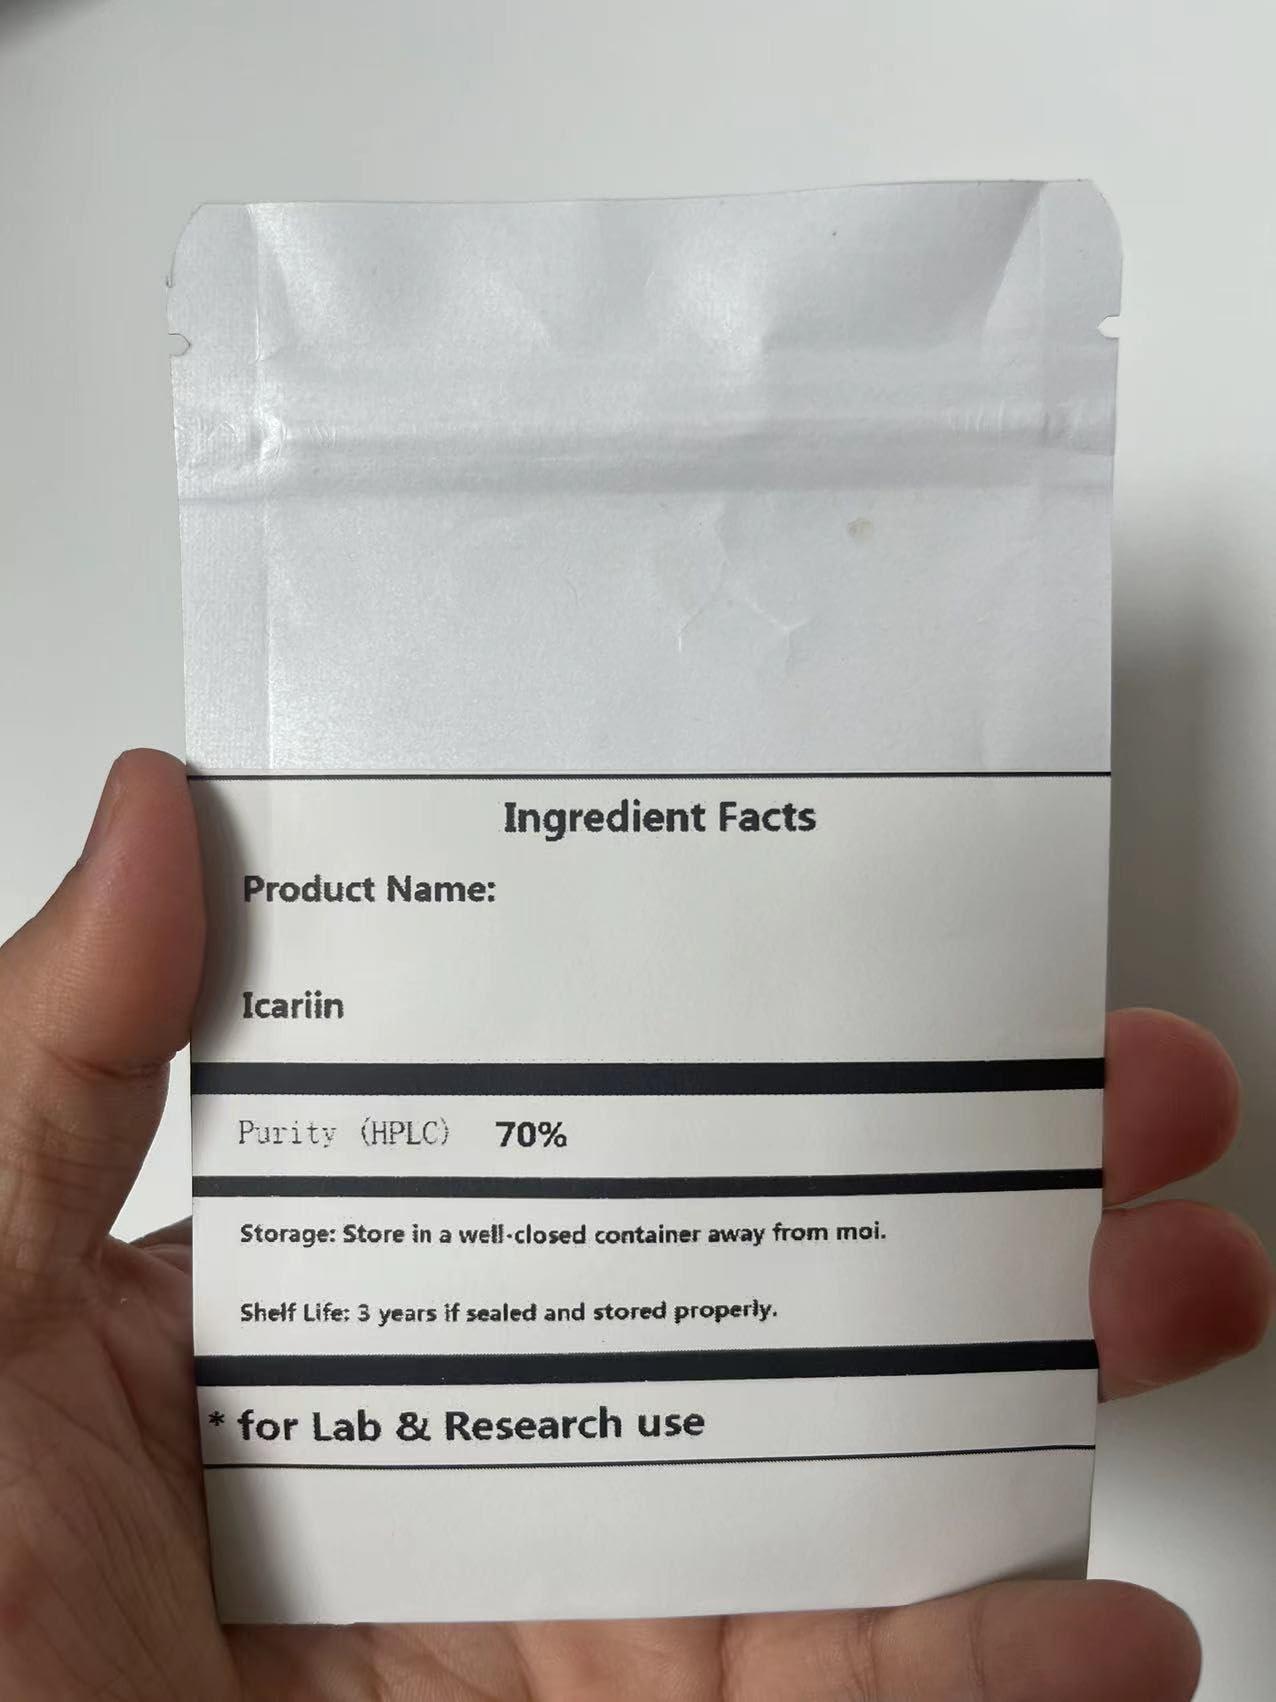 Ingredient Facts
Product Name:
Icariin
Purity (HPLC) 70%
Storage: Store in a well-closed container away from moi.
Shelf Life: 3 years if sealed and stored properly.
* for Lab & Research use